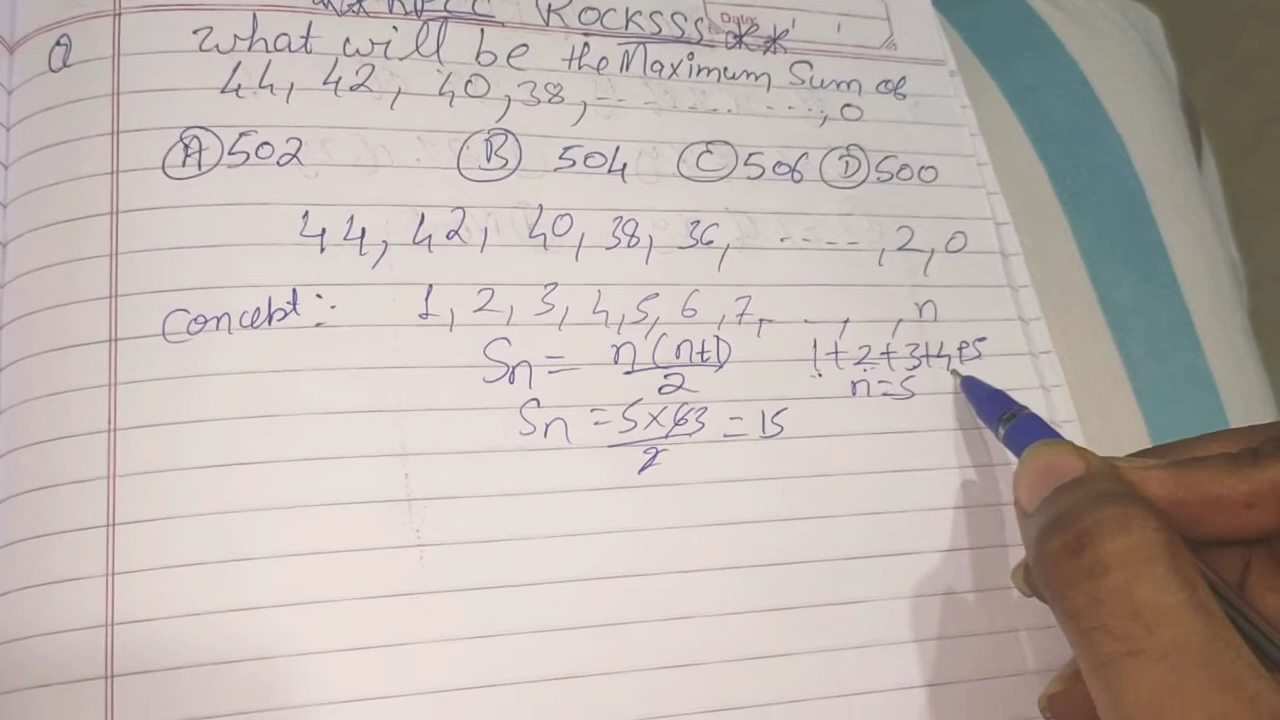 ROCKSSS **
Date
Q What will be the Maximum Sum of
44, 42, 40, 38, ..........., 0
(A) 502 (B) 504 (C) 506 (D) 500
44, 42, 40, 38, 36, ....., 2, 0
Concept:- 1, 2, 3, 4, 5, 6, 7, . . , , n
Sn = n(n+1)/2 1+2+3+4+5
n=5
Sn = 5×63/2 = 15